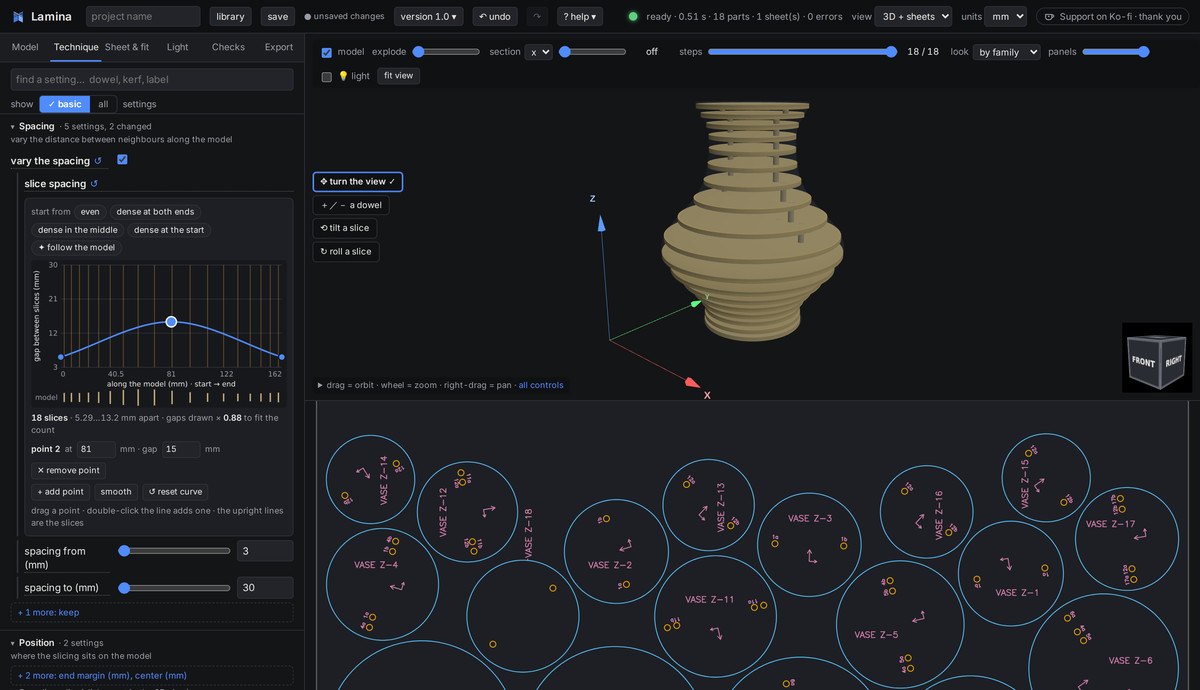 Lamina project name library save unsaved changes version 1.0 ▾ ↶ undo ↷ ? help ▾ ready · 0.51 s · 18 parts · 1 sheet(s) · 0 errors view 3D + sheets units mm Support on Ko-fi · thank you
Model Technique Sheet & fit Light Checks Export
model explode section x off steps 18 / 18 look by family panels
💡 light fit view
find a setting... dowel, kerf, label
show ✓ basic all settings
▾ Spacing · 5 settings, 2 changed
vary the distance between neighbours along the model
vary the spacing ↺
slice spacing ↺
start from even dense at both ends
dense in the middle dense at the start
✦ follow the model
gap between slices (mm)
30
21
12
3
0 40.5 81 122 162
along the model (mm) · start → end
model
18 slices · 5.29...13.2 mm apart · gaps drawn × 0.88 to fit the
count
point 2 at 81 mm · gap 15 mm
✕ remove point
+ add point smooth ↺ reset curve
drag a point · double-click the line adds one · the upright lines
are the slices
spacing from
(mm) 3
spacing to (mm) 30
+ 1 more: keep
▾ Position · 2 settings
where the slicing sits on the model
+ 2 more: end margin (mm), center (mm)
✥ turn the view ✓
+ ／ − a dowel
⟲ tilt a slice
↻ roll a slice
Z
Y
X
FRONT RIGHT
▸ drag = orbit · wheel = zoom · right-drag = pan · all controls
VASE Z-14
VASE Z-12
VASE Z-18
VASE Z-13
VASE Z-3
VASE Z-16
VASE Z-15
VASE Z-17
VASE Z-4
VASE Z-2
VASE Z-11
VASE Z-5
VASE Z-1
VASE Z-6